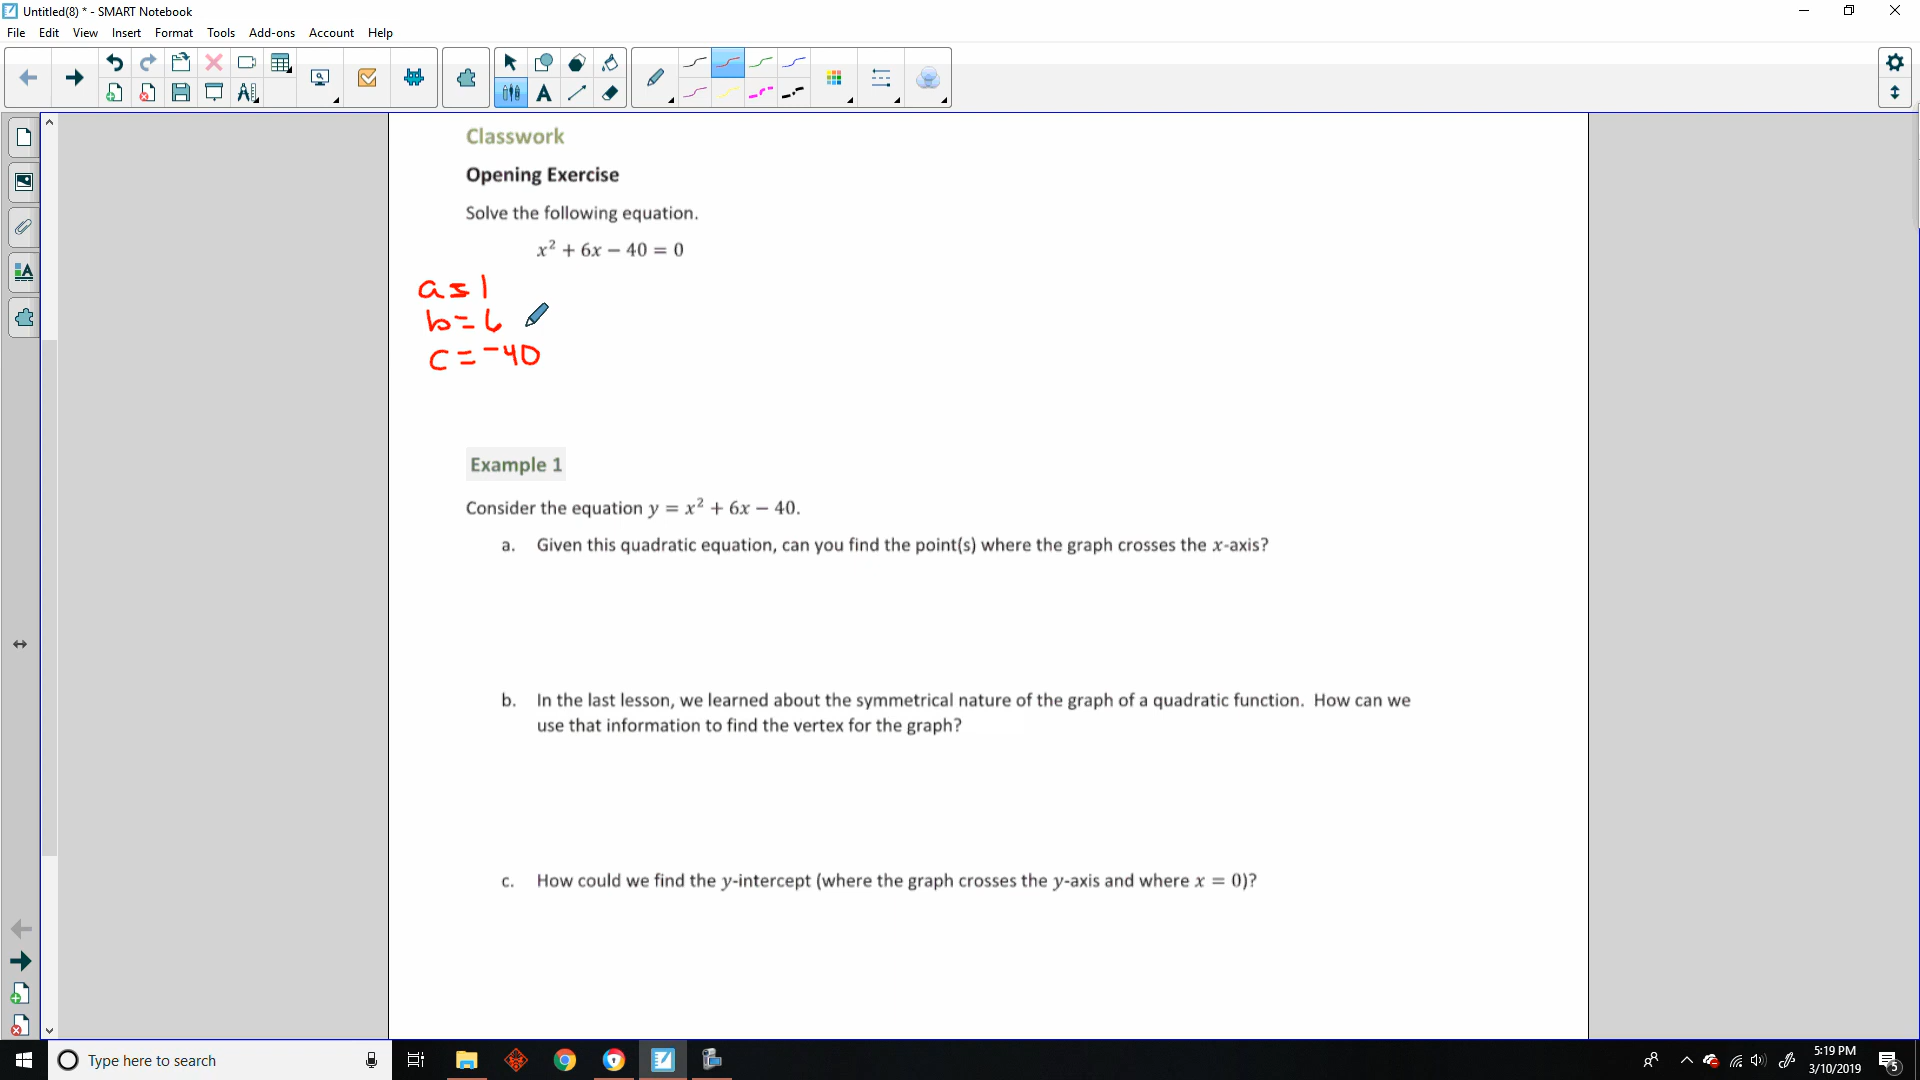 Untitled(8) * - SMART Notebook
File Edit View Insert Format Tools Add-ons Account Help
Classwork
Opening Exercise
Solve the following equation.
x² + 6x − 40 = 0
a = 1
b = 6
c = -40
Example 1
Consider the equation y = x² + 6x − 40.
a. Given this quadratic equation, can you find the point(s) where the graph crosses the x-axis?
b. In the last lesson, we learned about the symmetrical nature of the graph of a quadratic function. How can we
use that information to find the vertex for the graph?
c. How could we find the y-intercept (where the graph crosses the y-axis and where x = 0)?
Type here to search
5:19 PM
3/10/2019
5